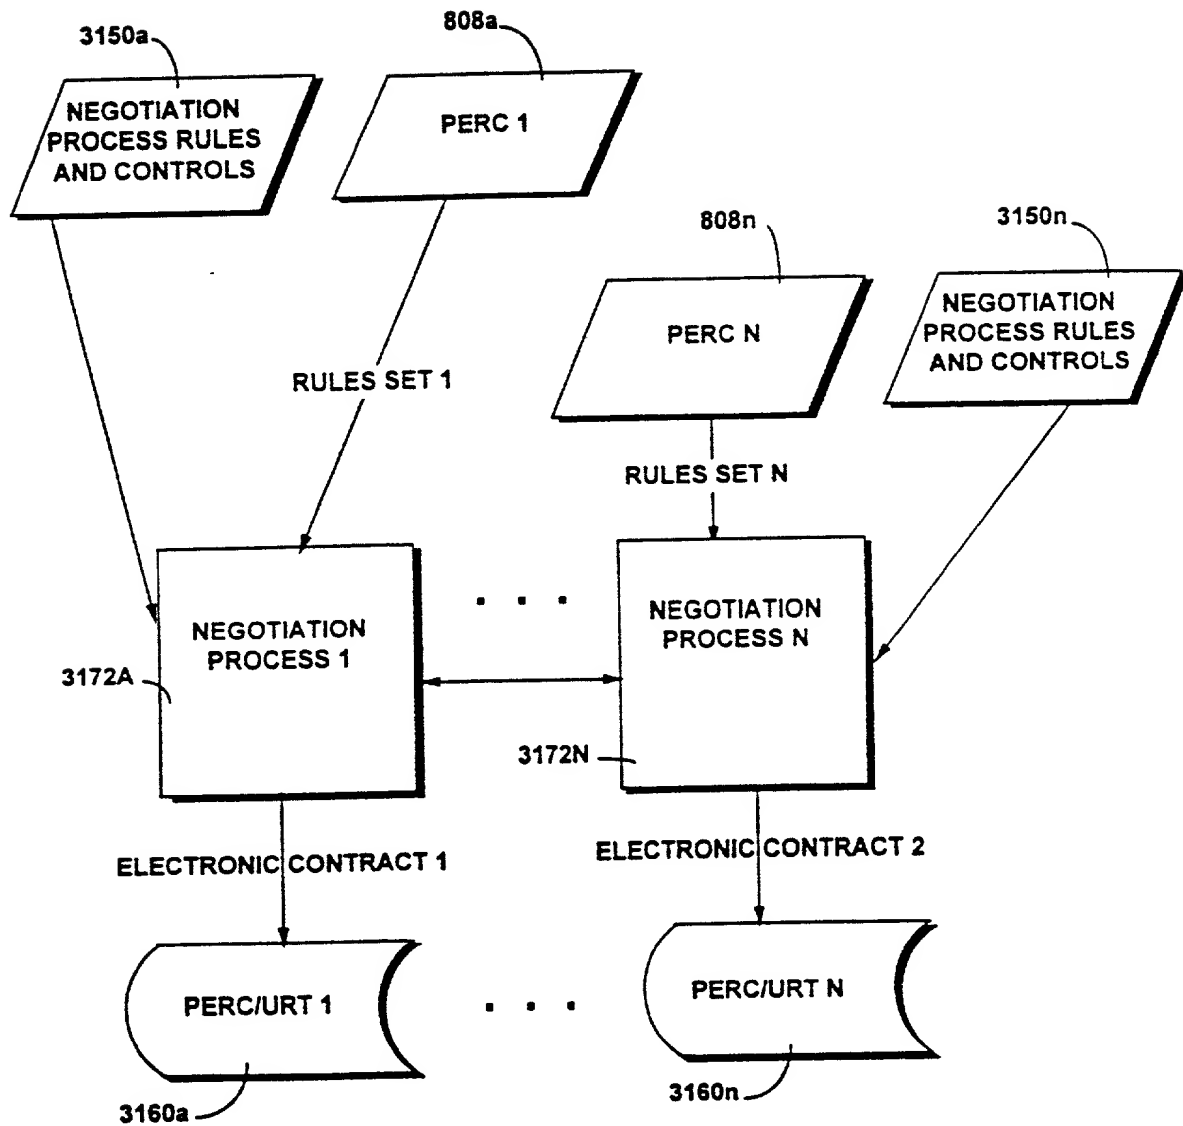 3150a
808a
NEGOTIATION
PROCESS RULES
AND CONTROLS
PERC 1
808n
3150n
PERC N
NEGOTIATION
PROCESS RULES
AND CONTROLS
RULES SET 1
RULES SET N
NEGOTIATION
PROCESS 1
. . .
NEGOTIATION
PROCESS N
3172A
3172N
ELECTRONIC CONTRACT 1
ELECTRONIC CONTRACT 2
PERC/URT 1
. . .
PERC/URT N
3160a
3160n